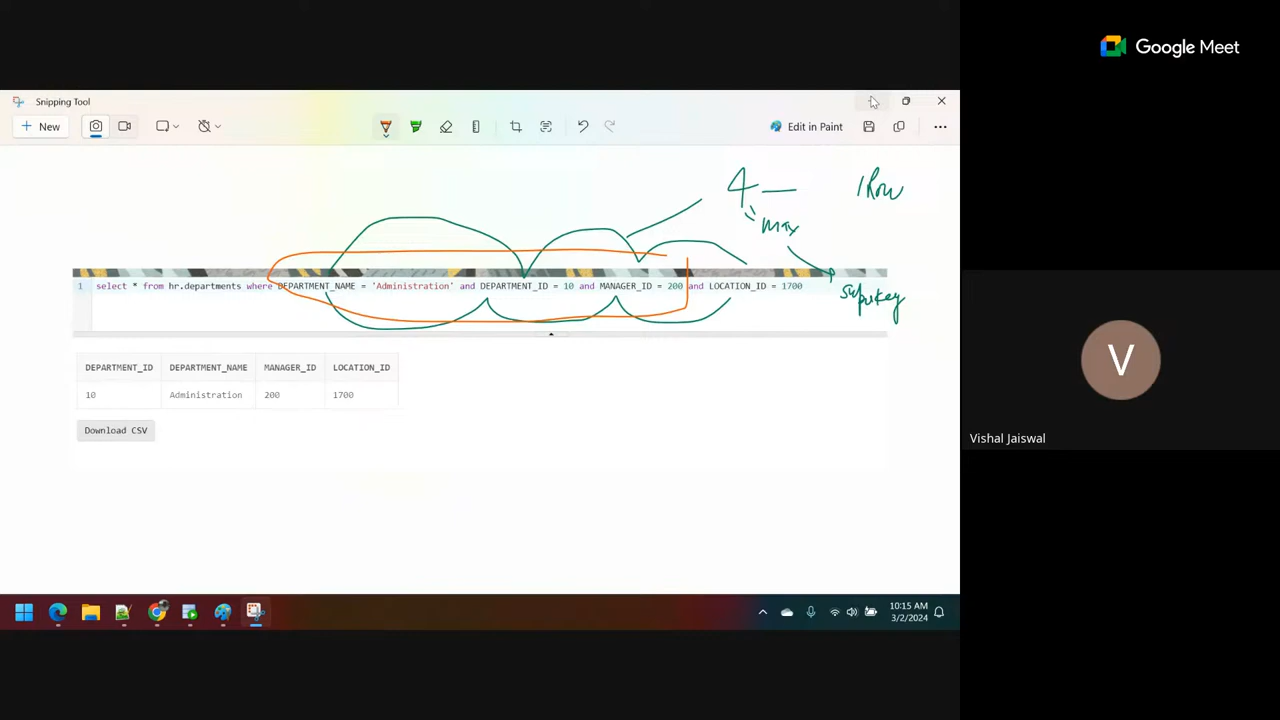 Google Meet
Snipping Tool
New
Edit in Paint
4 — 1 Row
max
1 select * from hr.departments where DEPARTMENT_NAME = 'Administration' and DEPARTMENT_ID = 10 and MANAGER_ID = 200 and LOCATION_ID = 1700
DEPARTMENT_ID DEPARTMENT_NAME MANAGER_ID LOCATION_ID
10 Administration 200 1700
Download CSV
V
Vishal Jaiswal
10:15 AM
3/2/2024